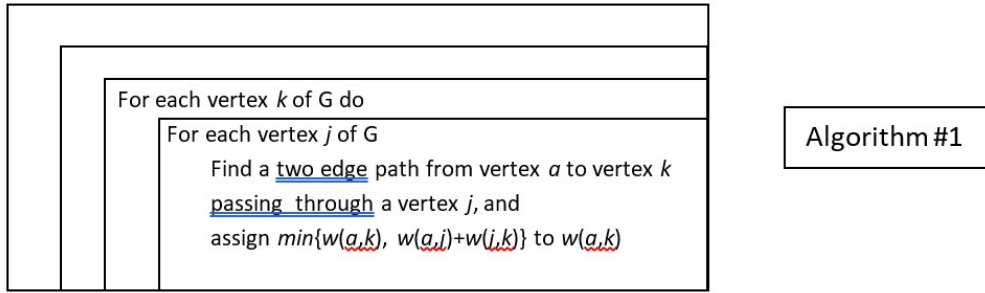 For each vertex k of G do
For each vertex j of G
Find a two edge path from vertex a to vertex k
passing through a vertex j, and
assign min{w(a,k), w(a,j)+w(j,k)} to w(a,k)
Algorithm #1